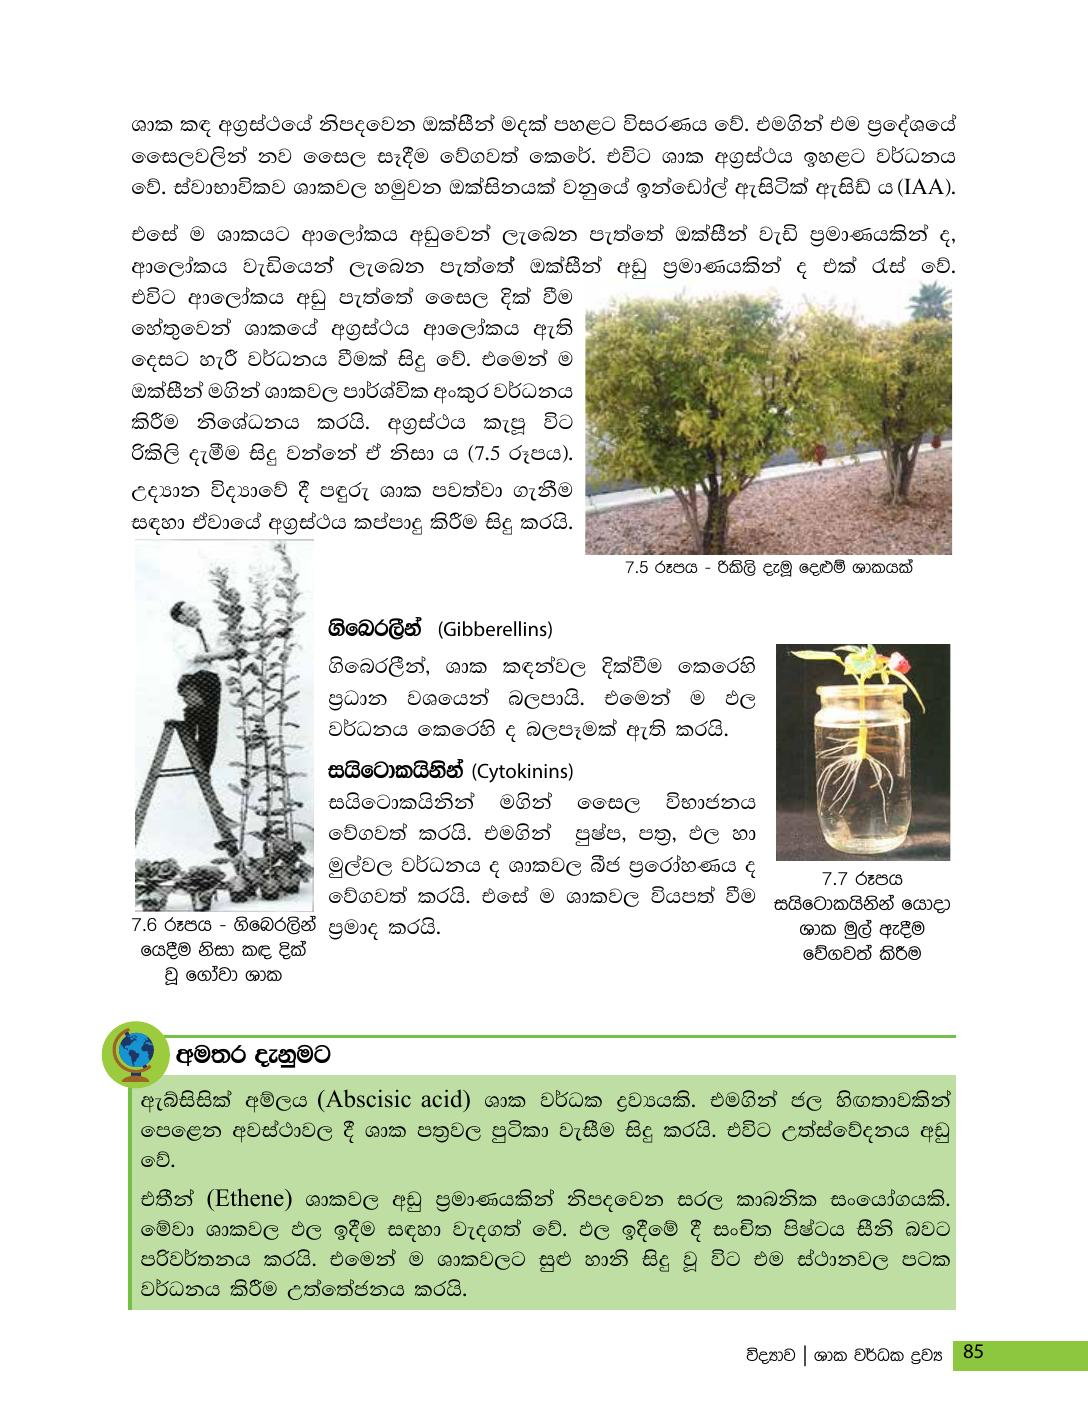 ශාක කඳ අග්‍රස්ථයේ නිපදවෙන ඔක්සීන් මදක් පහළට විසරණය වේ. එමගින් එම ප්‍රදේශයේ
සෛලවලින් නව සෛල සෑදීම වේගවත් කෙරේ. එවිට ශාක අග්‍රස්ථය ඉහළට වර්ධනය
වේ. ස්වාභාවිකව ශාකවල හමුවන ඔක්සිනයක් වනුයේ ඉන්ඩෝල් ඇසිටික් ඇසිඩ් ය (IAA).
එසේ ම ශාකයට ආලෝකය අඩුවෙන් ලැබෙන පැත්තේ ඔක්සීන් වැඩි ප්‍රමාණයකින් ද,
ආලෝකය වැඩියෙන් ලැබෙන පැත්තේ ඔක්සීන් අඩු ප්‍රමාණයකින් ද එක් රැස් වේ.
එවිට ආලෝකය අඩු පැත්තේ සෛල දික් වීම
හේතුවෙන් ශාකයේ අග්‍රස්ථය ආලෝකය ඇති
දෙසට හැරී වර්ධනය වීමක් සිදු වේ. එමෙන් ම
ඔක්සීන් මගින් ශාකවල පාර්ශ්වික අංකුර වර්ධනය
කිරීම නිශේධනය කරයි. අග්‍රස්ථය කැපූ විට
රිකිලි දැමීම සිදු වන්නේ ඒ නිසා ය (7.5 රූපය).
උද්‍යාන විද්‍යාවේ දී පඳුරු ශාක පවත්වා ගැනීම
සඳහා ඒවායේ අග්‍රස්ථය කප්පාදු කිරීම සිදු කරයි.
7.5 රූපය - රිකිලි දැමූ දෙළුම් ශාකයක්
ගිබෙරලීන් (Gibberellins)
ගිබෙරලීන්, ශාක කඳන්වල දික්වීම කෙරෙහි
ප්‍රධාන වශයෙන් බලපායි. එමෙන් ම ඵල
වර්ධනය කෙරෙහි ද බලපෑමක් ඇති කරයි.
සයිටොකයිනින් (Cytokinins)
සයිටොකයිනින් මගින් සෛල විභාජනය
වේගවත් කරයි. එමගින් පුෂ්ප, පත්‍ර, ඵල හා
මුල්වල වර්ධනය ද ශාකවල බීජ ප්‍රරෝහණය ද
වේගවත් කරයි. එසේ ම ශාකවල වියපත් වීම
ප්‍රමාද කරයි.
7.6 රූපය - ගිබෙරලින්
යෙදීම නිසා කඳ දික්
වූ ගෝවා ශාක
7.7 රූපය
සයිටොකයිනින් යොදා
ශාක මුල් ඇදීම
වේගවත් කිරීම
අමතර දැනුමට
ඇබ්සිසික් අම්ලය (Abscisic acid) ශාක වර්ධක ද්‍රව්‍යයකි. එමගින් ජල හිඟතාවකින්
පෙළෙන අවස්ථාවල දී ශාක පත්‍රවල පුටිකා වැසීම සිදු කරයි. එවිට උත්ස්වේදනය අඩු
වේ.
එතීන් (Ethene) ශාකවල අඩු ප්‍රමාණයකින් නිපදවෙන සරල කාබනික සංයෝගයකි.
මේවා ශාකවල ඵල ඉදීම සඳහා වැදගත් වේ. ඵල ඉදීමේ දී සංචිත පිෂ්ටය සීනි බවට
පරිවර්තනය කරයි. එමෙන් ම ශාකවලට සුළු හානි සිදු වූ විට එම ස්ථානවල පටක
වර්ධනය කිරීම උත්තේජනය කරයි.
විද්‍යාව | ශාක වර්ධක ද්‍රව්‍ය 85